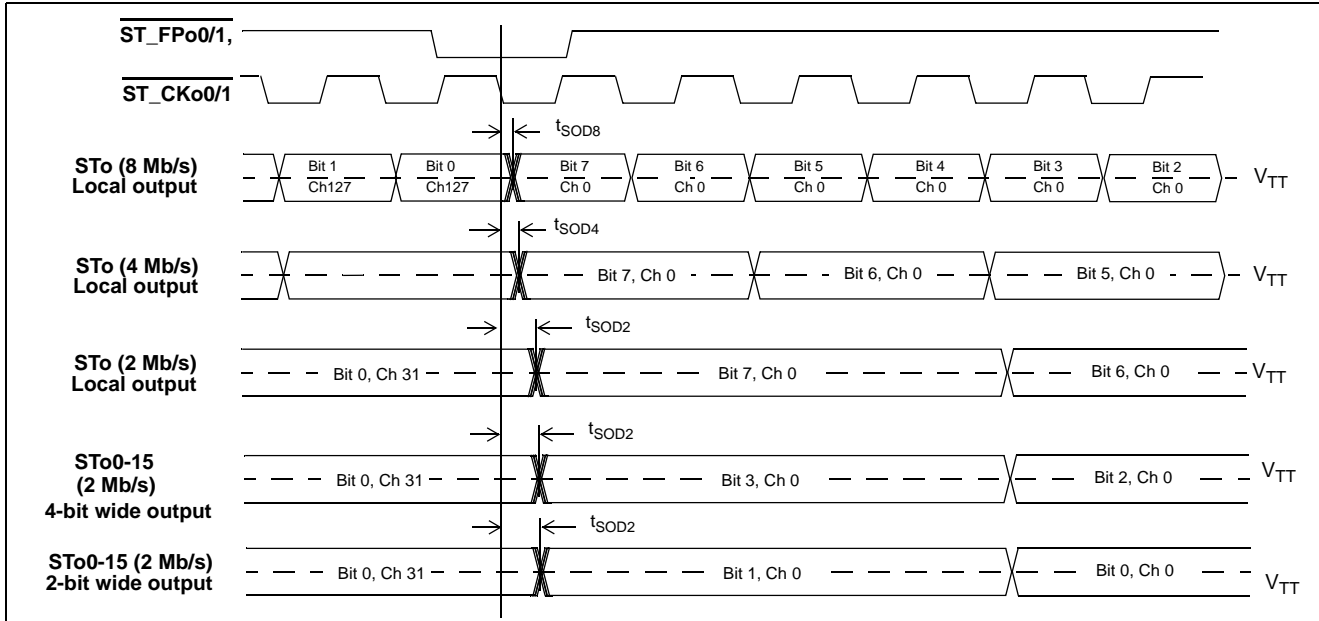 ST_FPo0/1,
ST_CKo0/1
tSOD8
STo (8 Mb/s)
Local output
Bit 1 Ch127
Bit 0 Ch127
Bit 7 Ch 0
Bit 6 Ch 0
Bit 5 Ch 0
Bit 4 Ch 0
Bit 3 Ch 0
Bit 2 Ch 0
VTT
tSOD4
STo (4 Mb/s)
Local output
Bit 7, Ch 0
Bit 6, Ch 0
Bit 5, Ch 0
VTT
tSOD2
STo (2 Mb/s)
Local output
Bit 0, Ch 31
Bit 7, Ch 0
Bit 6, Ch 0
VTT
tSOD2
STo0-15
(2 Mb/s)
4-bit wide output
Bit 0, Ch 31
Bit 3, Ch 0
Bit 2, Ch 0
VTT
tSOD2
STo0-15 (2 Mb/s)
2-bit wide output
Bit 0, Ch 31
Bit 1, Ch 0
Bit 0, Ch 0
VTT